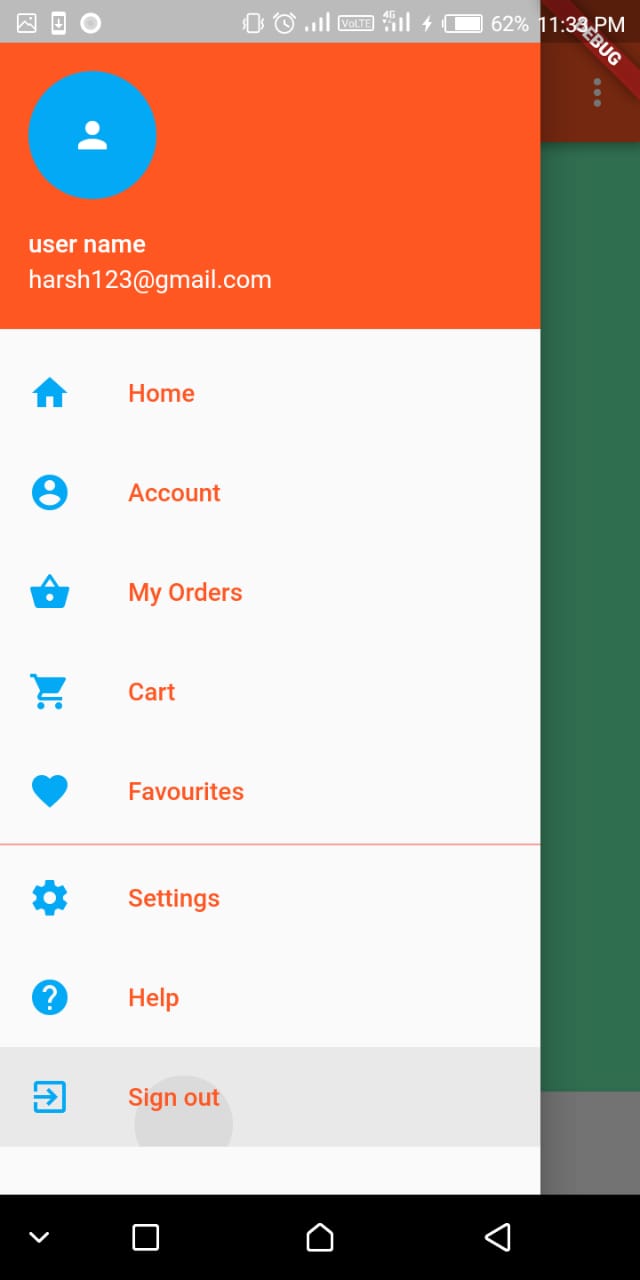 VoLTE 4G 62% 11:33 PM
DEBUG
user name
harsh123@gmail.com
Home
Account
My Orders
Cart
Favourites
Settings
Help
Sign out